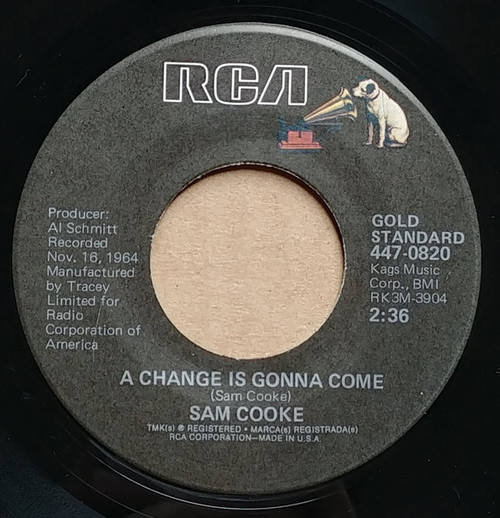 RCA
Producer:
Al Schmitt
Recorded
Nov. 16, 1964
Manufactured
by Tracey
Limited for
Radio
Corporation of
America
GOLD
STANDARD
447-0820
Kags Music
Corp., BMI
RK3M-3904
2:36
A CHANGE IS GONNA COME
(Sam Cooke)
SAM COOKE
TMK(s) ® REGISTERED • MARCA(s) REGISTRADA(s)
RCA CORPORATION—MADE IN U.S.A.